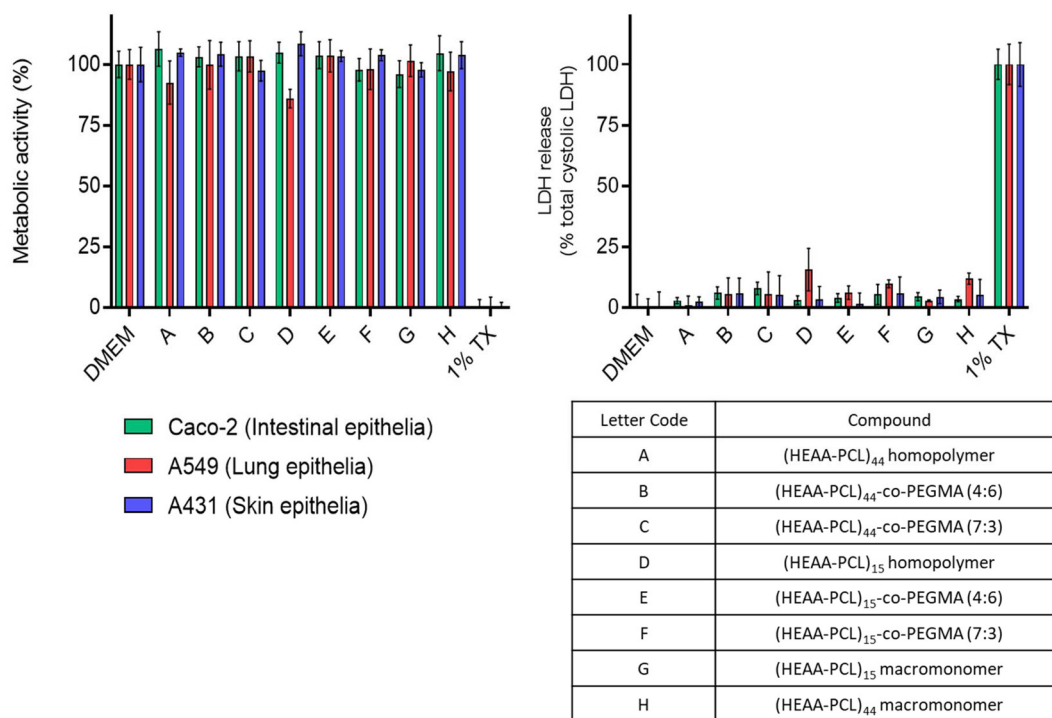 Metabolic activity (%)
100
75
50
25
0
DMEM
A
B
C
D
E
F
G
H
1% TX
LDH release
(% total cystolic LDH)
100
75
50
25
0
DMEM
A
B
C
D
E
F
G
H
1% TX
Caco-2 (Intestinal epithelia)
A549 (Lung epithelia)
A431 (Skin epithelia)
Letter Code Compound
A (HEAA-PCL)44 homopolymer
B (HEAA-PCL)44-co-PEGMA (4:6)
C (HEAA-PCL)44-co-PEGMA (7:3)
D (HEAA-PCL)15 homopolymer
E (HEAA-PCL)15-co-PEGMA (4:6)
F (HEAA-PCL)15-co-PEGMA (7:3)
G (HEAA-PCL)15 macromonomer
H (HEAA-PCL)44 macromonomer